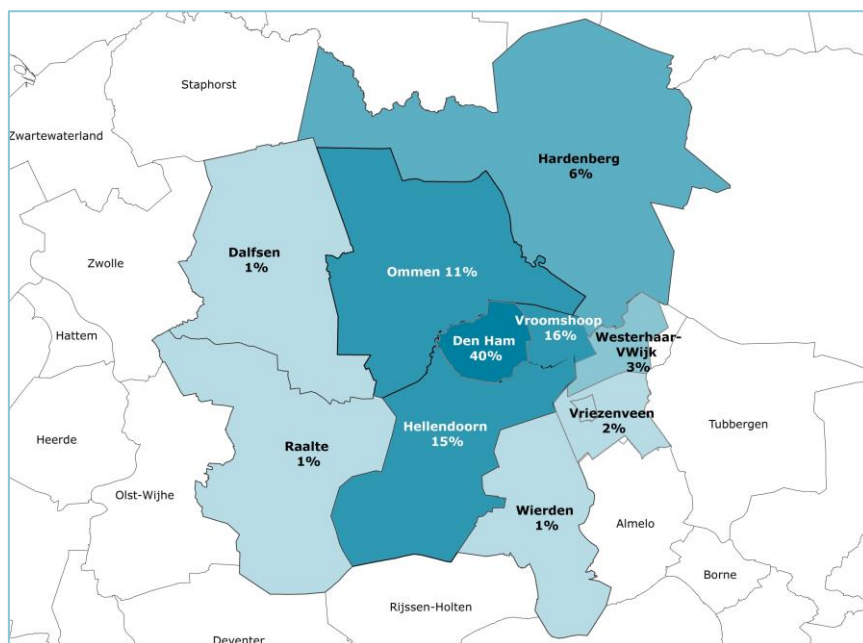 Staphorst
Zwartewaterland
Hardenberg
6%
Dalfsen
1%
Zwolle
Ommen 11%
Vroomshoop
16%
Hattem
Den Ham
40%
Westerhaar-
VWijk
3%
Vriezenveen
2%
Hellendoorn
15%
Tubbergen
Heerde
Raalte
1%
Olst-Wijhe
Wierden
1%
Almelo
Borne
Rijssen-Holten
Deventer